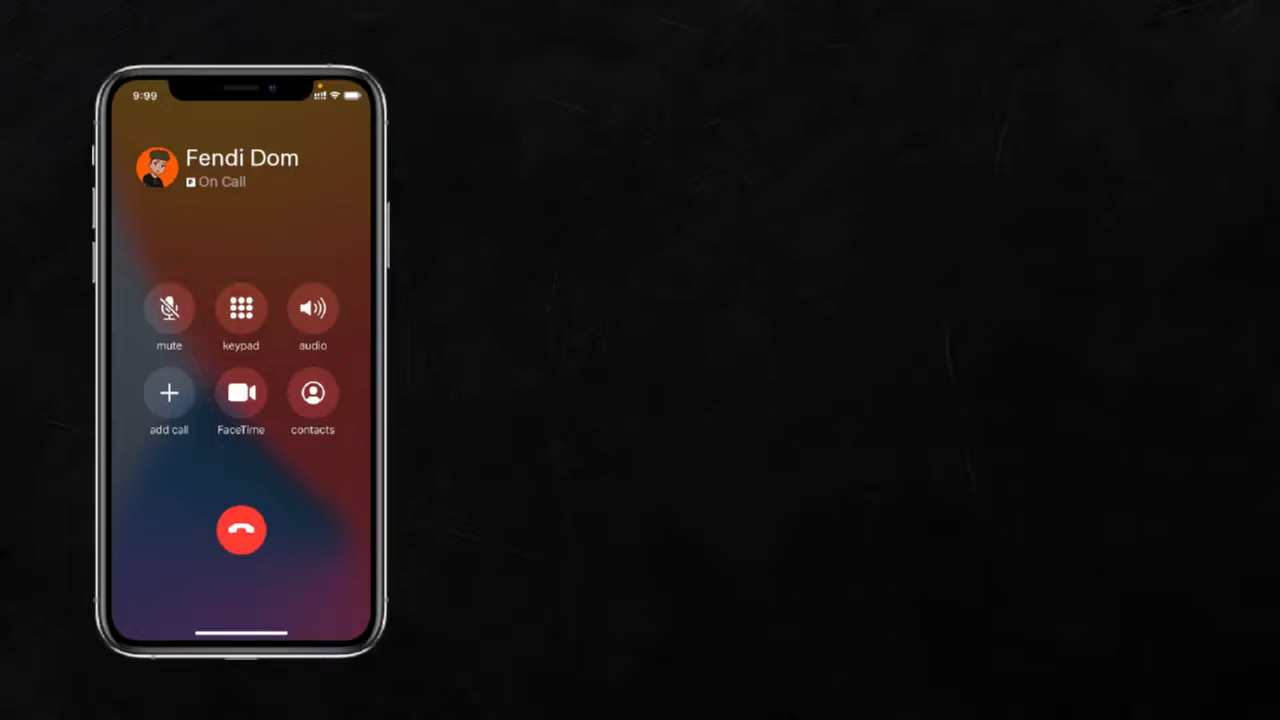 9:99
Fendi Dom
P On Call
mute keypad audio
add call FaceTime contacts